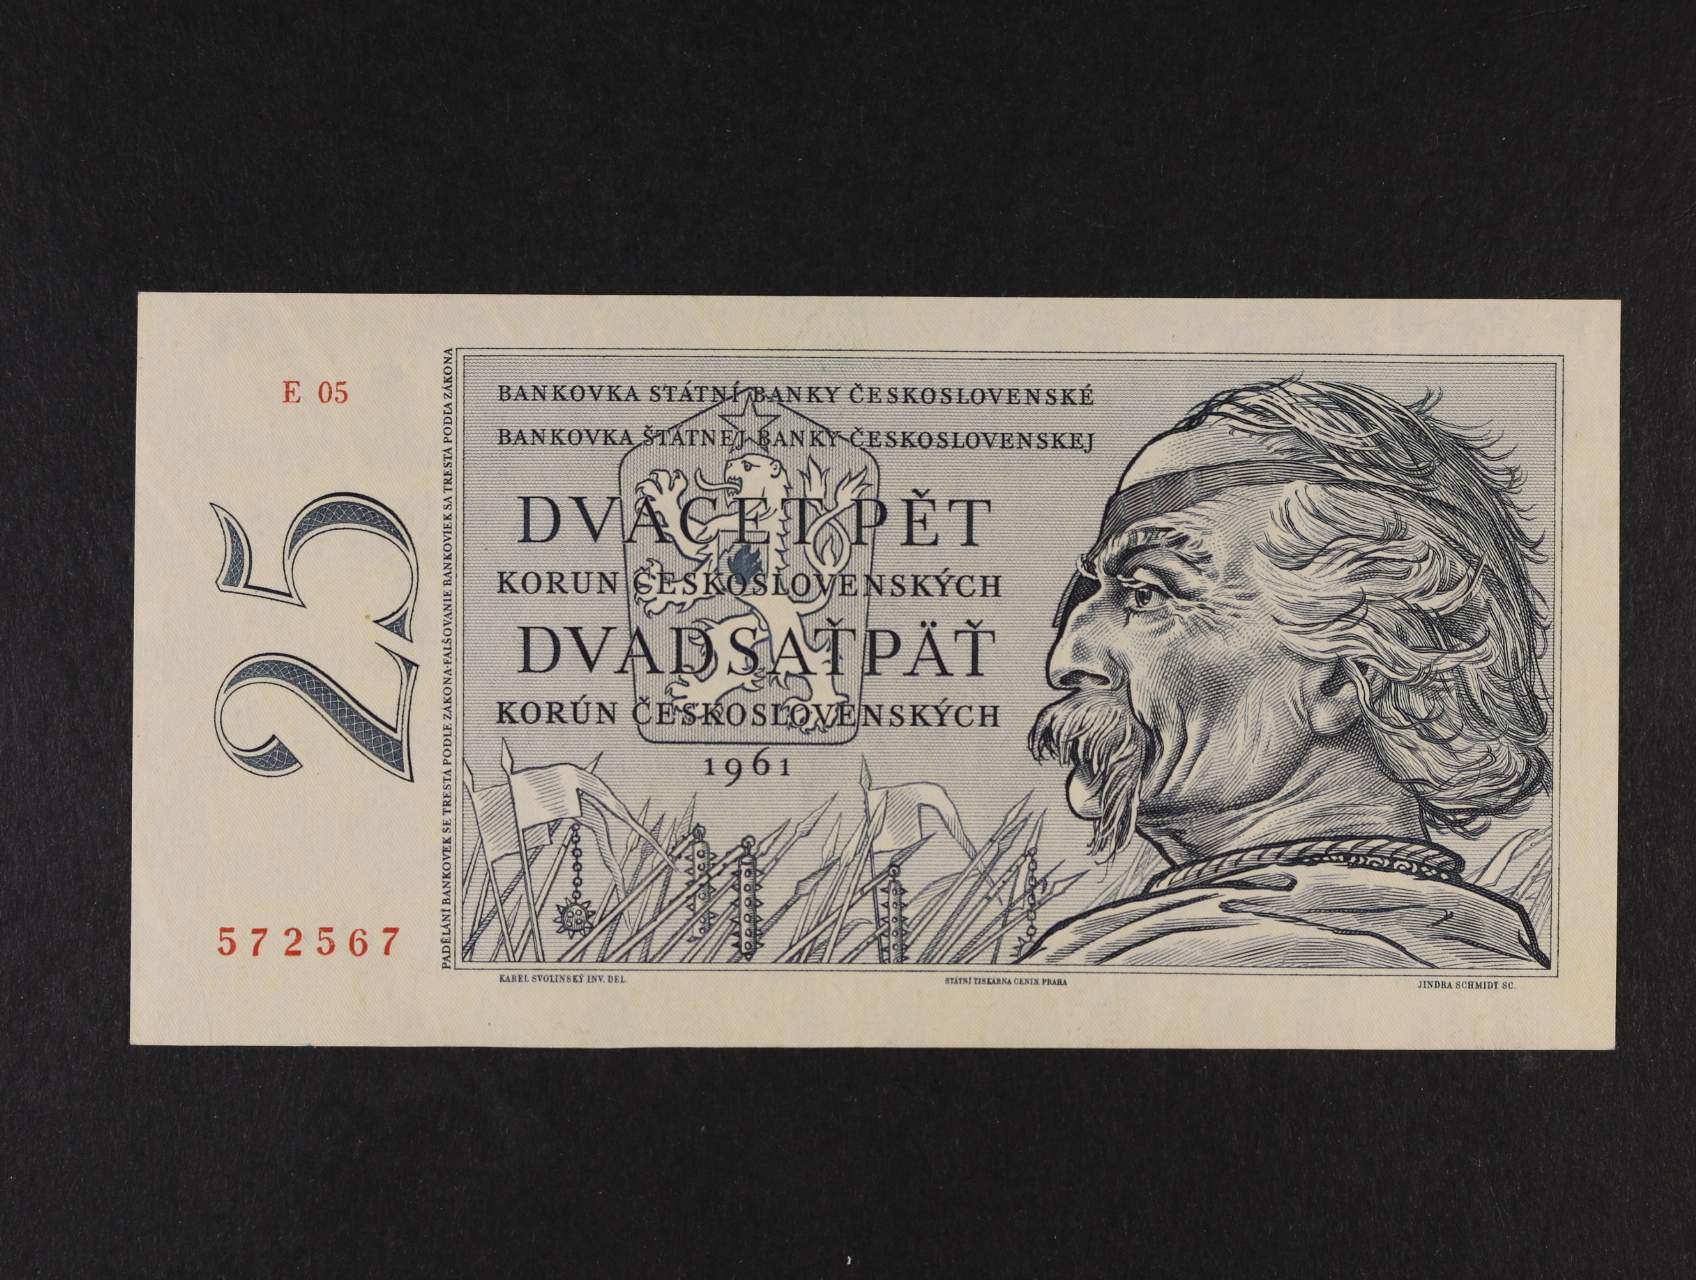 E 05
25
572567
PADĚLÁNÍ BANKOVEK SE TRESTÁ PODLE ZÁKONA-FALŠOVANIE BANKOVIEK SA TRESTÁ PODĽA ZÁKONA
BANKOVKA STÁTNÍ BANKY ČESKOSLOVENSKÉ
BANKOVKA ŠTÁTNEJ BANKY ČESKOSLOVENSKEJ
DVACET PĚT
KORUN ČESKOSLOVENSKÝCH
DVADSAŤPÄŤ
KORÚN ČESKOSLOVENSKÝCH
1961
KAREL SVOLINSKÝ INV. DEL.
STÁTNÍ TISKÁRNA CENIN PRAHA
JINDRA SCHMIDT SC.